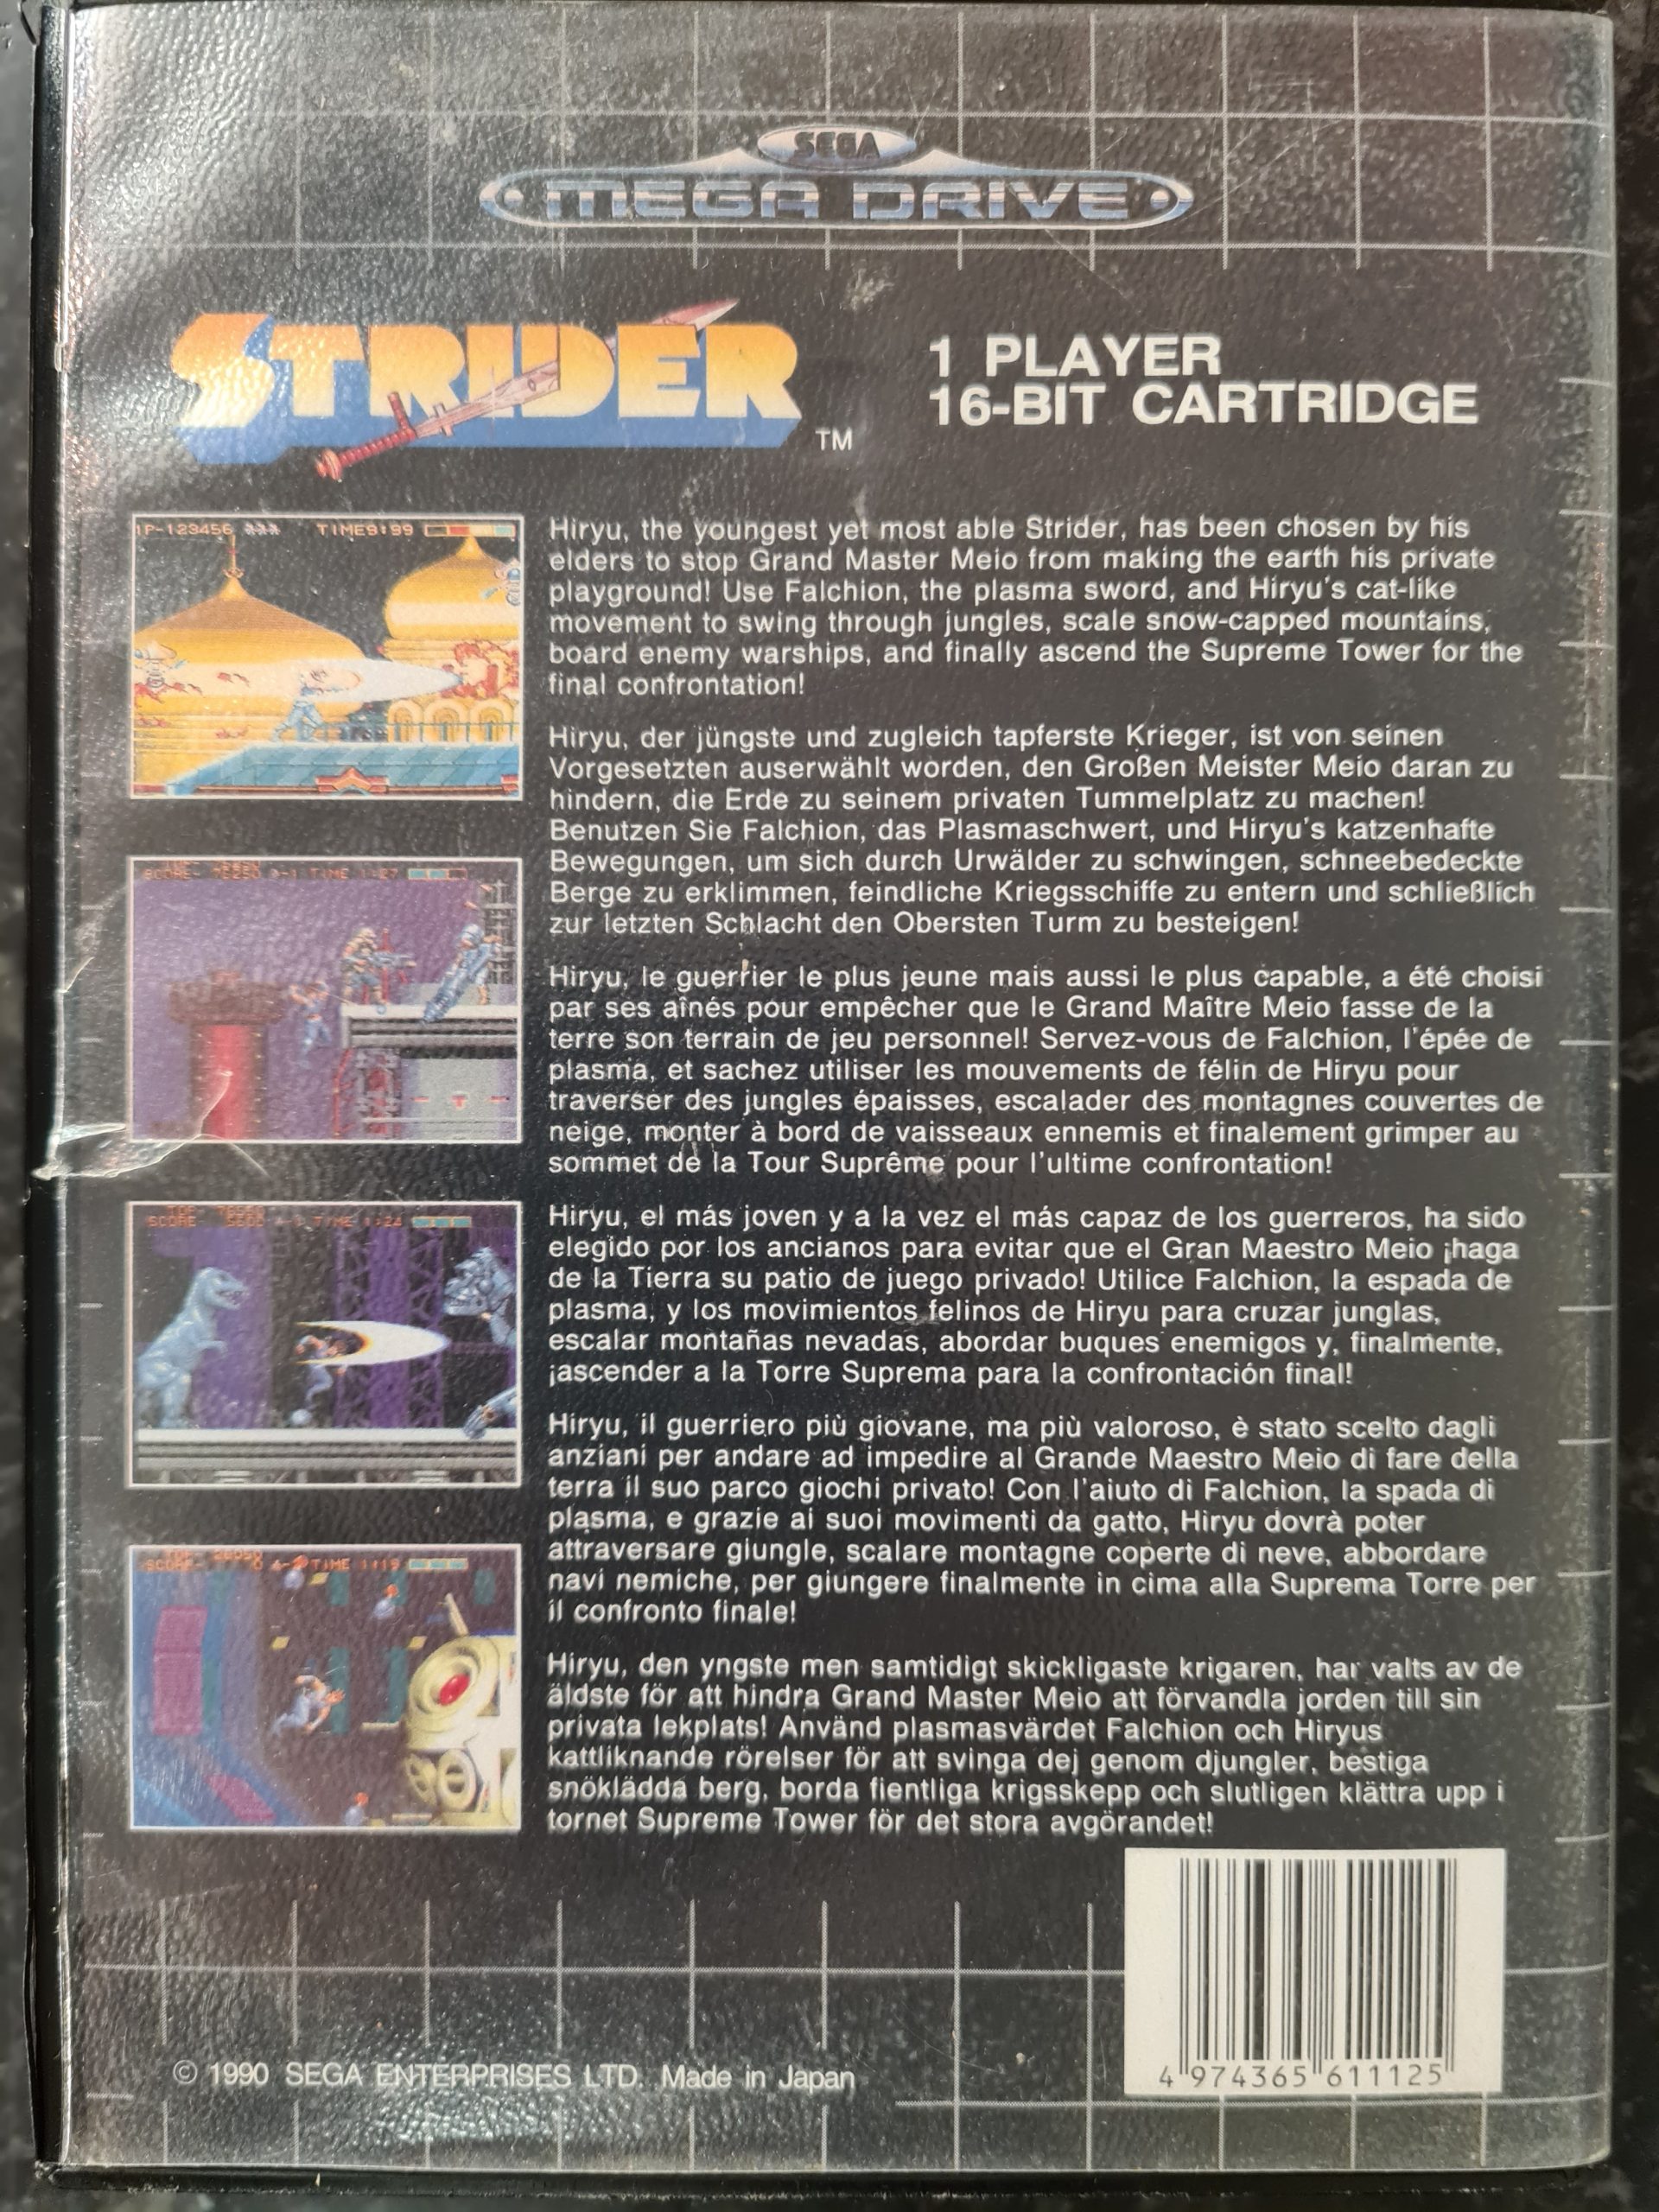 SEGA
MEGA DRIVE
STRIDER
TM
1 PLAYER
16-BIT CARTRIDGE
1P-123456
TIME9:99
Hiryu, the youngest yet most able Strider, has been chosen by his
elders to stop Grand Master Meio from making the earth his private
playground! Use Falchion, the plasma sword, and Hiryu's cat-like
movement to swing through jungles, scale snow-capped mountains,
board enemy warships, and finally ascend the Supreme Tower for the
final confrontation!
Hiryu, der jüngste und zugleich tapferste Krieger, ist von seinen
Vorgesetzten auserwählt worden, den Großen Meister Meio daran zu
hindern, die Erde zu seinem privaten Tummelplatz zu machen!
Benutzen Sie Falchion, das Plasmaschwert, und Hiryu's katzenhafte
Bewegungen, um sich durch Urwälder zu schwingen, schneebedeckte
Berge zu erklimmen, feindliche Kriegsschiffe zu entern und schließlich
zur letzten Schlacht den Obersten Turm zu besteigen!
TIME 1:27
Hiryu, le guerrier le plus jeune mais aussi le plus capable, a été choisi
par ses aînés pour empêcher que le Grand Maître Meio fasse de la
terre son terrain de jeu personnel! Servez-vous de Falchion, l'épée de
plasma, et sachez utiliser les mouvements de félin de Hiryu pour
traverser des jungles épaisses, escalader des montagnes couvertes de
neige, monter à bord de vaisseaux ennemis et finalement grimper au
sommet de la Tour Suprême pour l'ultime confrontation!
SCORE
TIME 1:24
Hiryu, el más joven y a la vez el más capaz de los guerreros, ha sido
elegido por los ancianos para evitar que el Gran Maestro Meio ¡haga
de la Tierra su patio de juego privado! Utilice Falchion, la espada de
plasma, y los movimientos felinos de Hiryu para cruzar junglas,
escalar montañas nevadas, abordar buques enemigos y, finalmente,
¡ascender a la Torre Suprema para la confrontación final!
Hiryu, il guerriero più giovane, ma più valoroso, è stato scelto dagli
anziani per andare ad impedire al Grande Maestro Meio di fare della
terra il suo parco giochi privato! Con l'aiuto di Falchion, la spada di
plasma, e grazie ai suoi movimenti da gatto, Hiryu dovrà poter
attraversare giungle, scalare montagne coperte di neve, abbordare
navi nemiche, per giungere finalmente in cima alla Suprema Torre per
il confronto finale!
SCORE-
TIME 1:19
Hiryu, den yngste men samtidigt skickligaste krigaren, har valts av de
äldste för att hindra Grand Master Meio att förvandla jorden till sin
privata lekplats! Använd plasmasvärdet Falchion och Hiryus
kattliknande rörelser för att svinga dej genom djungler, bestiga
snöklädda berg, borda fientliga krigsskepp och slutligen klättra upp i
tornet Supreme Tower för det stora avgörandet!
4 974365 611125
© 1990 SEGA ENTERPRISES LTD. Made in Japan